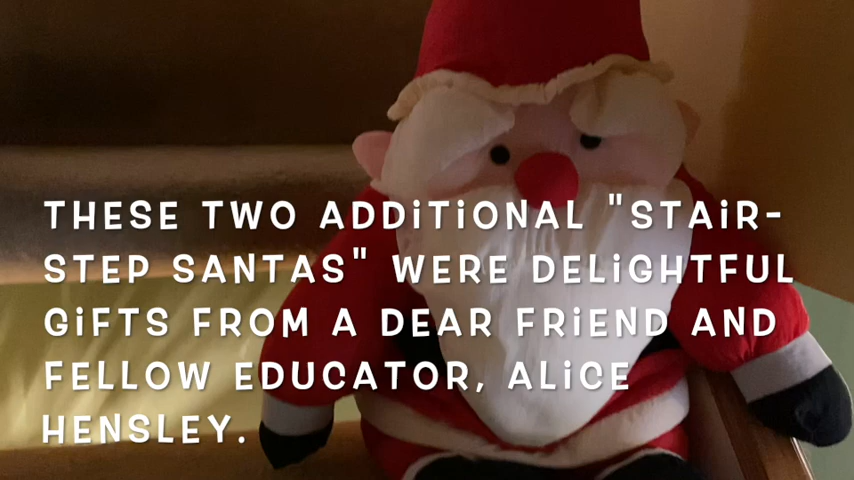 THESE TWO ADDiTiONAL "STAiR-
STEP SANTAS" WERE DELiGHTFUL
GiFTS FROM A DEAR FRiEND AND
FELLOW EDUCATOR, ALiCE
HENSLEY.